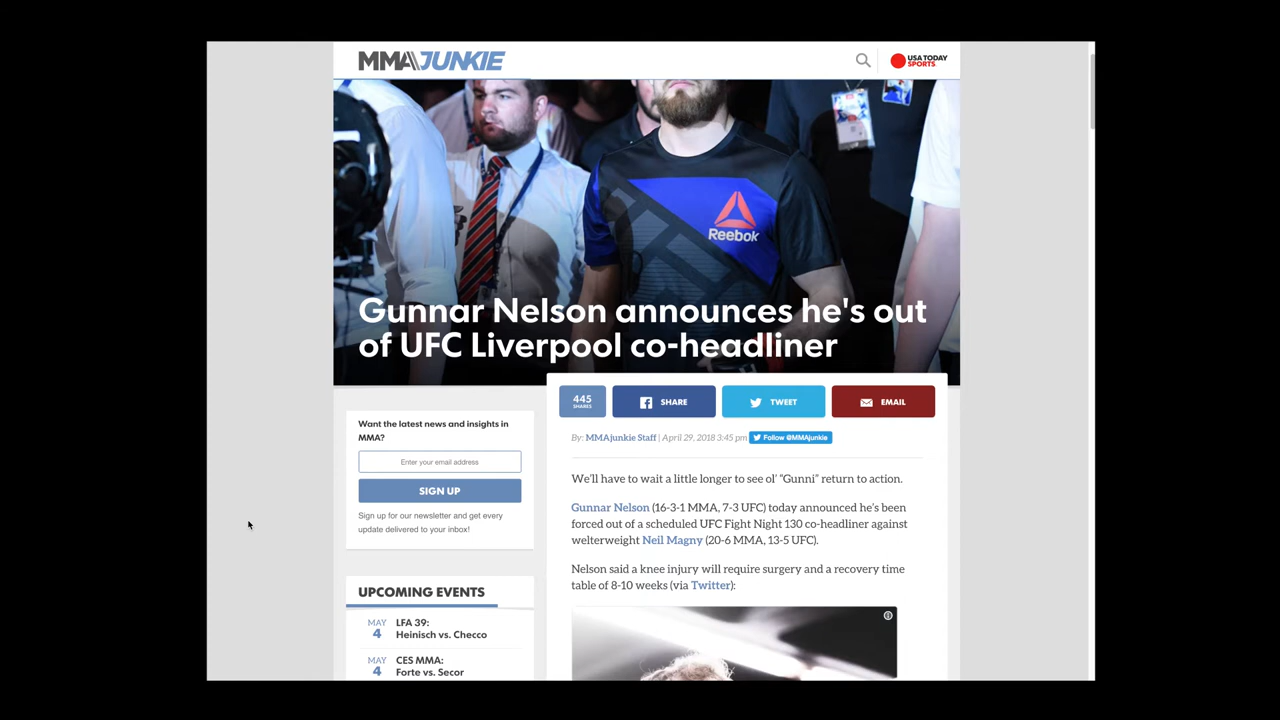 MMAJUNKIE
USA TODAY
SPORTS
Reebok
Gunnar Nelson announces he's out
of UFC Liverpool co-headliner
445
SHARES
SHARE
TWEET
EMAIL
By: MMAjunkie Staff | April 29, 2018 3:45 pm
Follow @MMAjunkie
Want the latest news and insights in
MMA?
Enter your email address
SIGN UP
Sign up for our newsletter and get every
update delivered to your inbox!
UPCOMING EVENTS
MAY
4
LFA 39:
Heinisch vs. Checco
MAY
4
CES MMA:
Forte vs. Secor
We’ll have to wait a little longer to see ol’ “Gunni” return to action.
Gunnar Nelson (16-3-1 MMA, 7-3 UFC) today announced he’s been
forced out of a scheduled UFC Fight Night 130 co-headliner against
welterweight Neil Magny (20-6 MMA, 13-5 UFC).
Nelson said a knee injury will require surgery and a recovery time
table of 8-10 weeks (via Twitter):